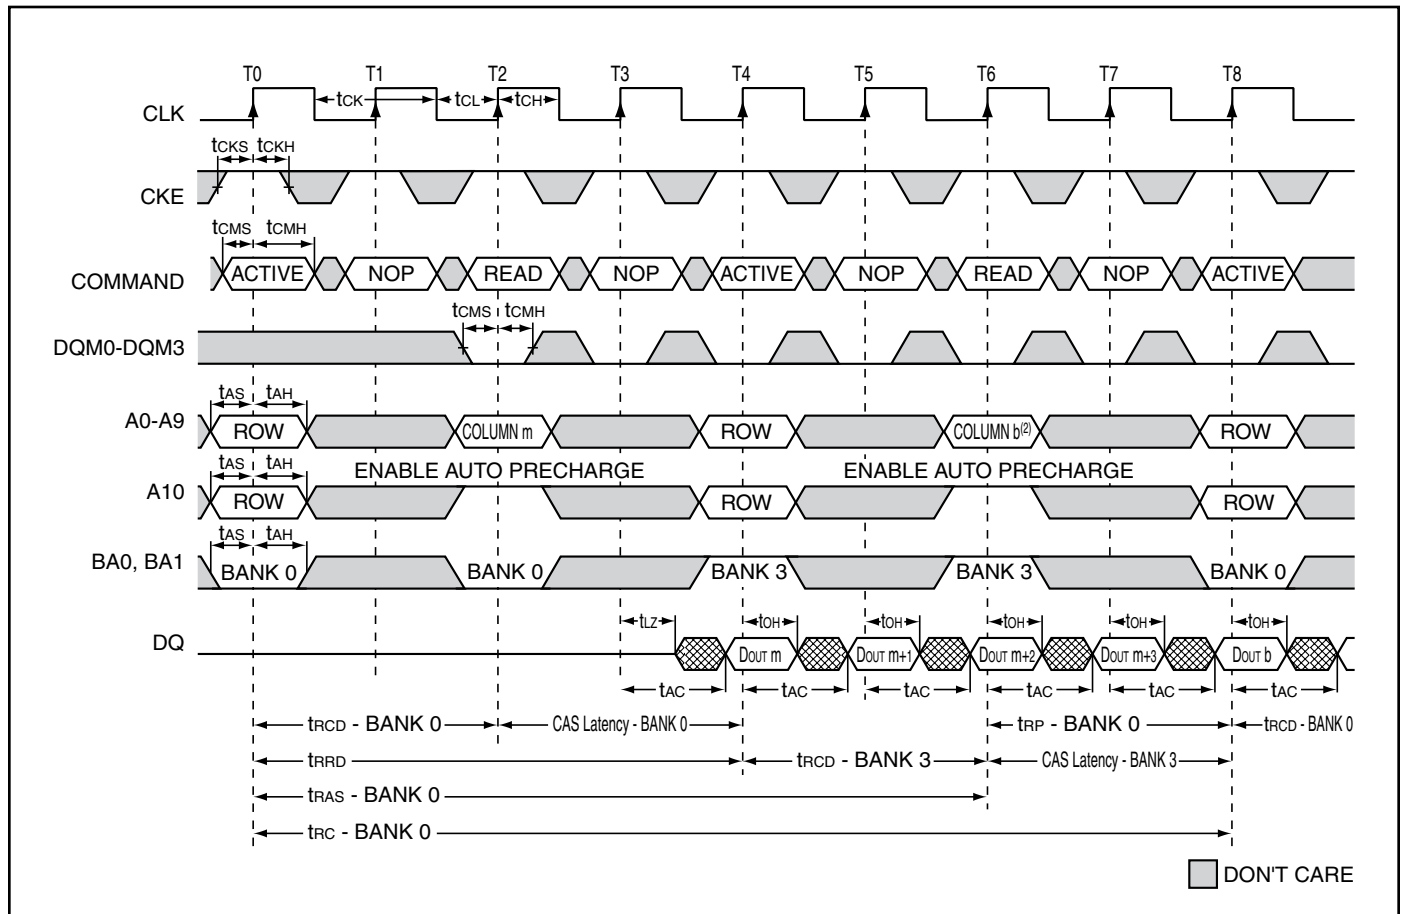 T0 T1 T2 T3 T4 T5 T6 T7 T8
CLK tCK tCL tCH
tCKS tCKH
CKE
tCMS tCMH
COMMAND ACTIVE NOP READ NOP ACTIVE NOP READ NOP ACTIVE
tCMS tCMH
DQM0-DQM3
tAS tAH
A0-A9 ROW COLUMN m ROW COLUMN b(2) ROW
tAS tAH ENABLE AUTO PRECHARGE ENABLE AUTO PRECHARGE
A10 ROW ROW ROW
tAS tAH
BA0, BA1 BANK 0 BANK 0 BANK 3 BANK 3 BANK 0
tLZ tOH tOH tOH tOH tOH
DQ DOUT m DOUT m+1 DOUT m+2 DOUT m+3 DOUT b
tAC tAC tAC tAC tAC tAC
tRCD - BANK 0 CAS Latency - BANK 0 tRP - BANK 0 tRCD - BANK 0
tRRD tRCD - BANK 3 CAS Latency - BANK 3
tRAS - BANK 0
tRC - BANK 0
DON'T CARE